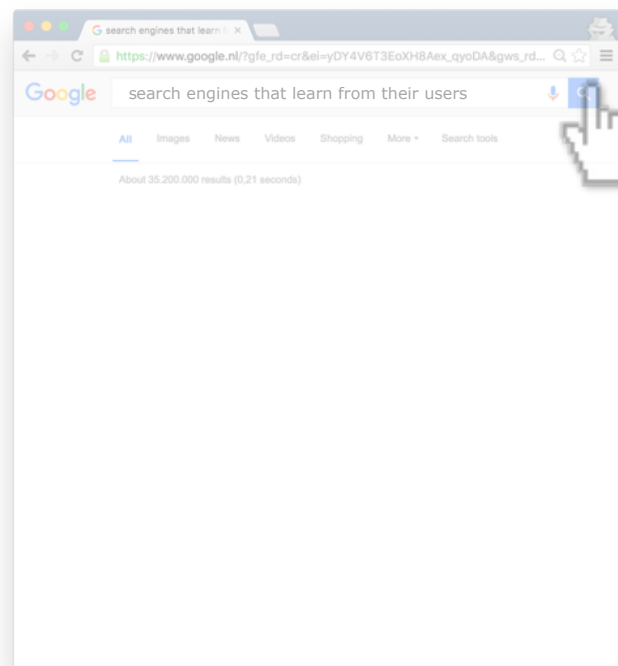 search engines that learn f
https://www.google.nl/?gfe_rd=cr&ei=yDY4V6T3EoXH8Aex_qyoDA&gws_rd...
Google search engines that learn from their users
All Images News Videos Shopping More Search tools
About 35.200.000 results (0,21 seconds)